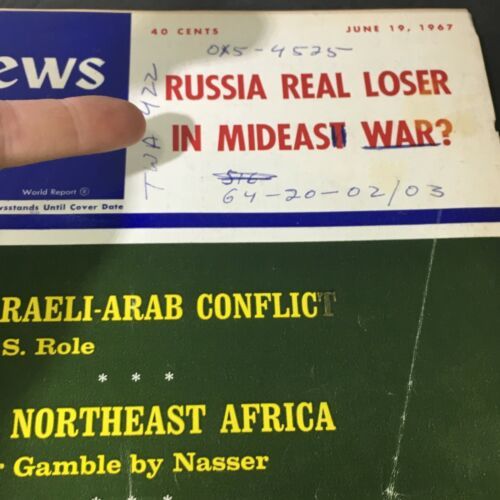 40 CENTS
JUNE 19, 1967
OX5-4525
ews
TWA 422
RUSSIA REAL LOSER
IN MIDEAST WAR?
516
64-20-02/03
World Report ®
wsstands Until Cover Date
RAELI-ARAB CONFLICT
S. Role
* * *
NORTHEAST AFRICA
r Gamble by Nasser
* * *